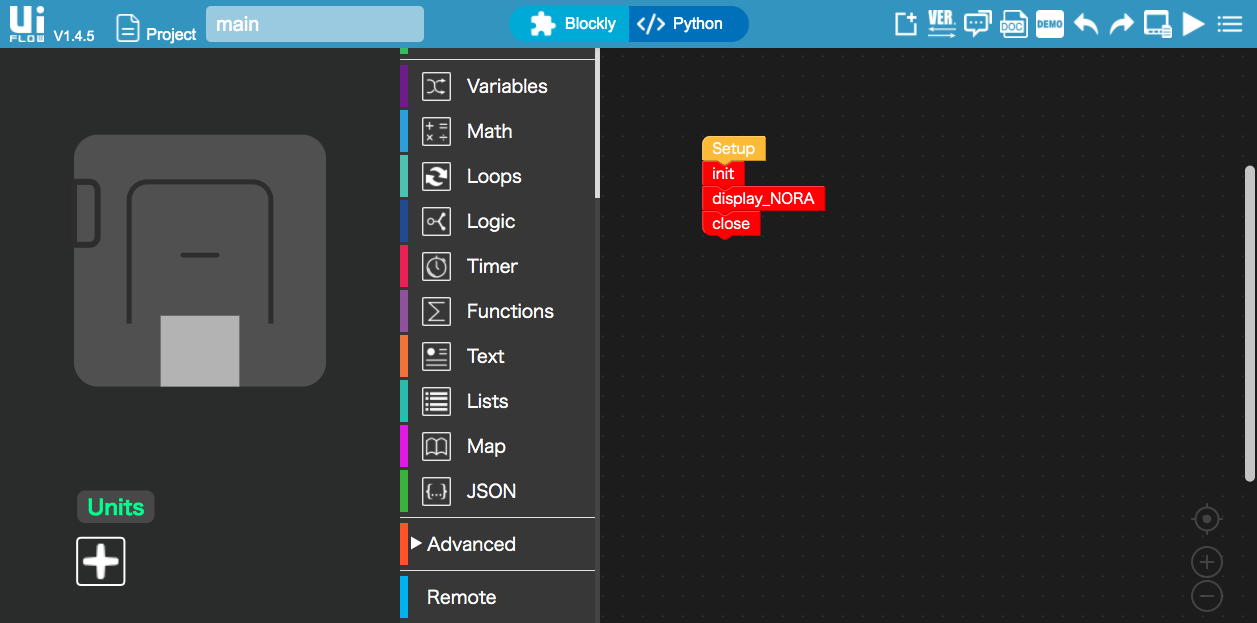 Ui
FLOW
V1.4.5
Project
main
Blockly
</> Python
VER.
DOC
DEMO
Variables
Math
Loops
Logic
Timer
Functions
Text
Lists
Map
{...} JSON
Advanced
Remote
Units
Setup
init
display_NORA
close